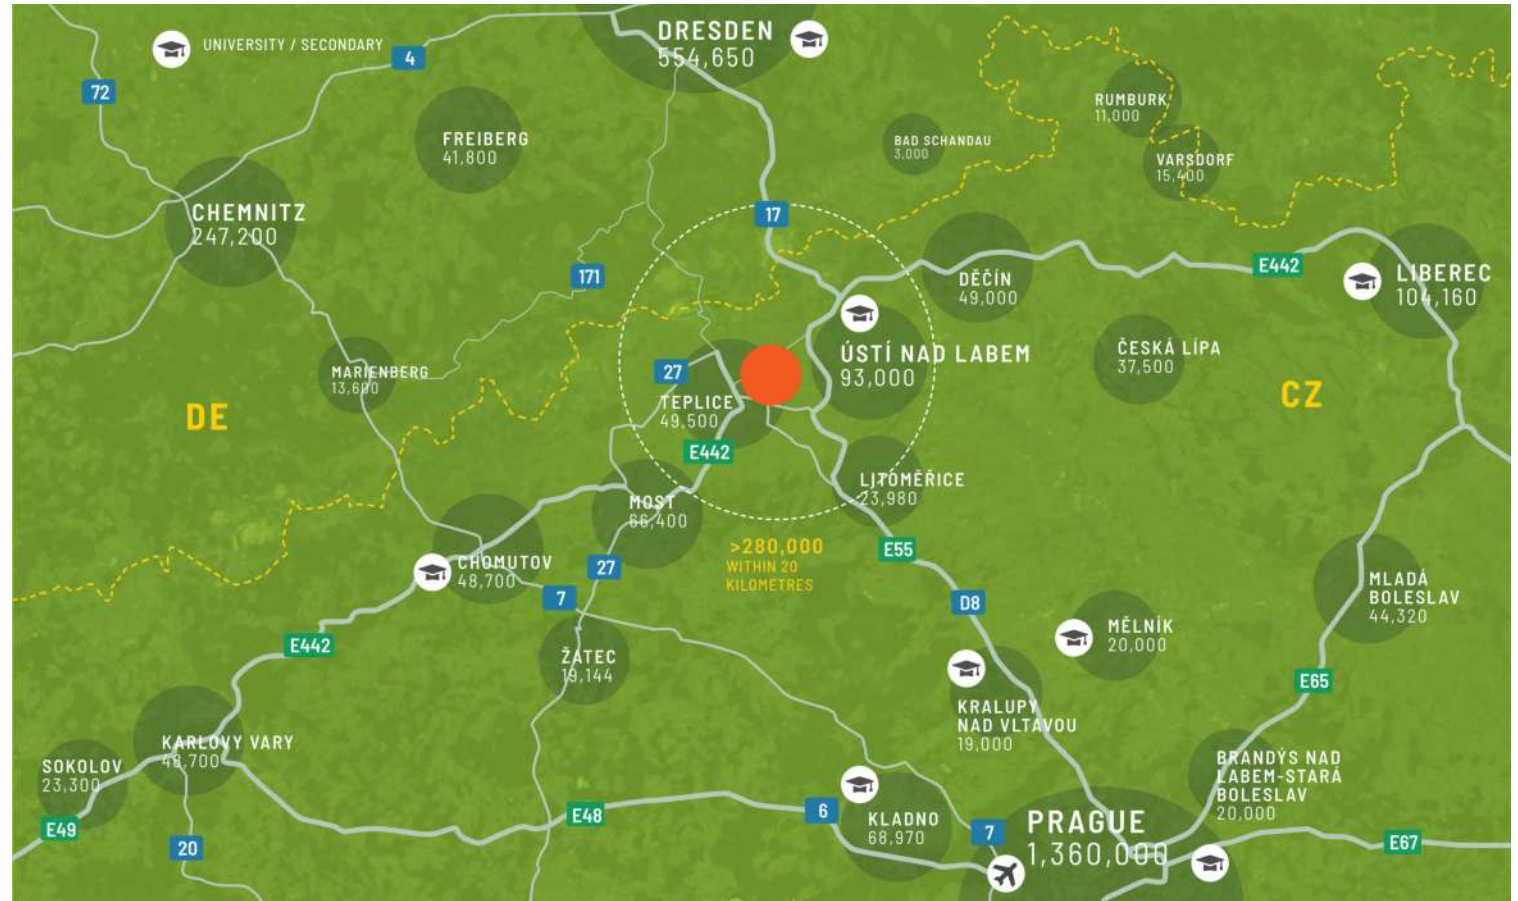 UNIVERSITY / SECONDARY
4
72
DRESDEN
554,650
FREIBERG
41,800
RUMBURK
11,000
BAD SCHANDAU
3,000
VARSDORF
15,400
CHEMNITZ
247,200
17
171
DĚČÍN
49,000
E442
LIBEREC
104,160
MARIENBERG
13,600
27
ÚSTÍ NAD LABEM
93,000
ČESKÁ LÍPA
37,500
DE
CZ
TEPLICE
49,500
E442
LITOMĚŘICE
23,980
MOST
66,400
>280,000
WITHIN 20
KILOMETRES
E55
CHOMUTOV
48,700
27
7
D8
MLADÁ
BOLESLAV
44,320
MĚLNÍK
20,000
E442
ŽATEC
19,144
E65
KRALUPY
NAD VLTAVOU
19,000
KARLOVY VARY
48,700
SOKOLOV
23,300
BRANDÝS NAD
LABEM-STARÁ
BOLESLAV
20,000
E49
20
E48
6
KLADNO
68,970
7
PRAGUE
1,360,000
E67